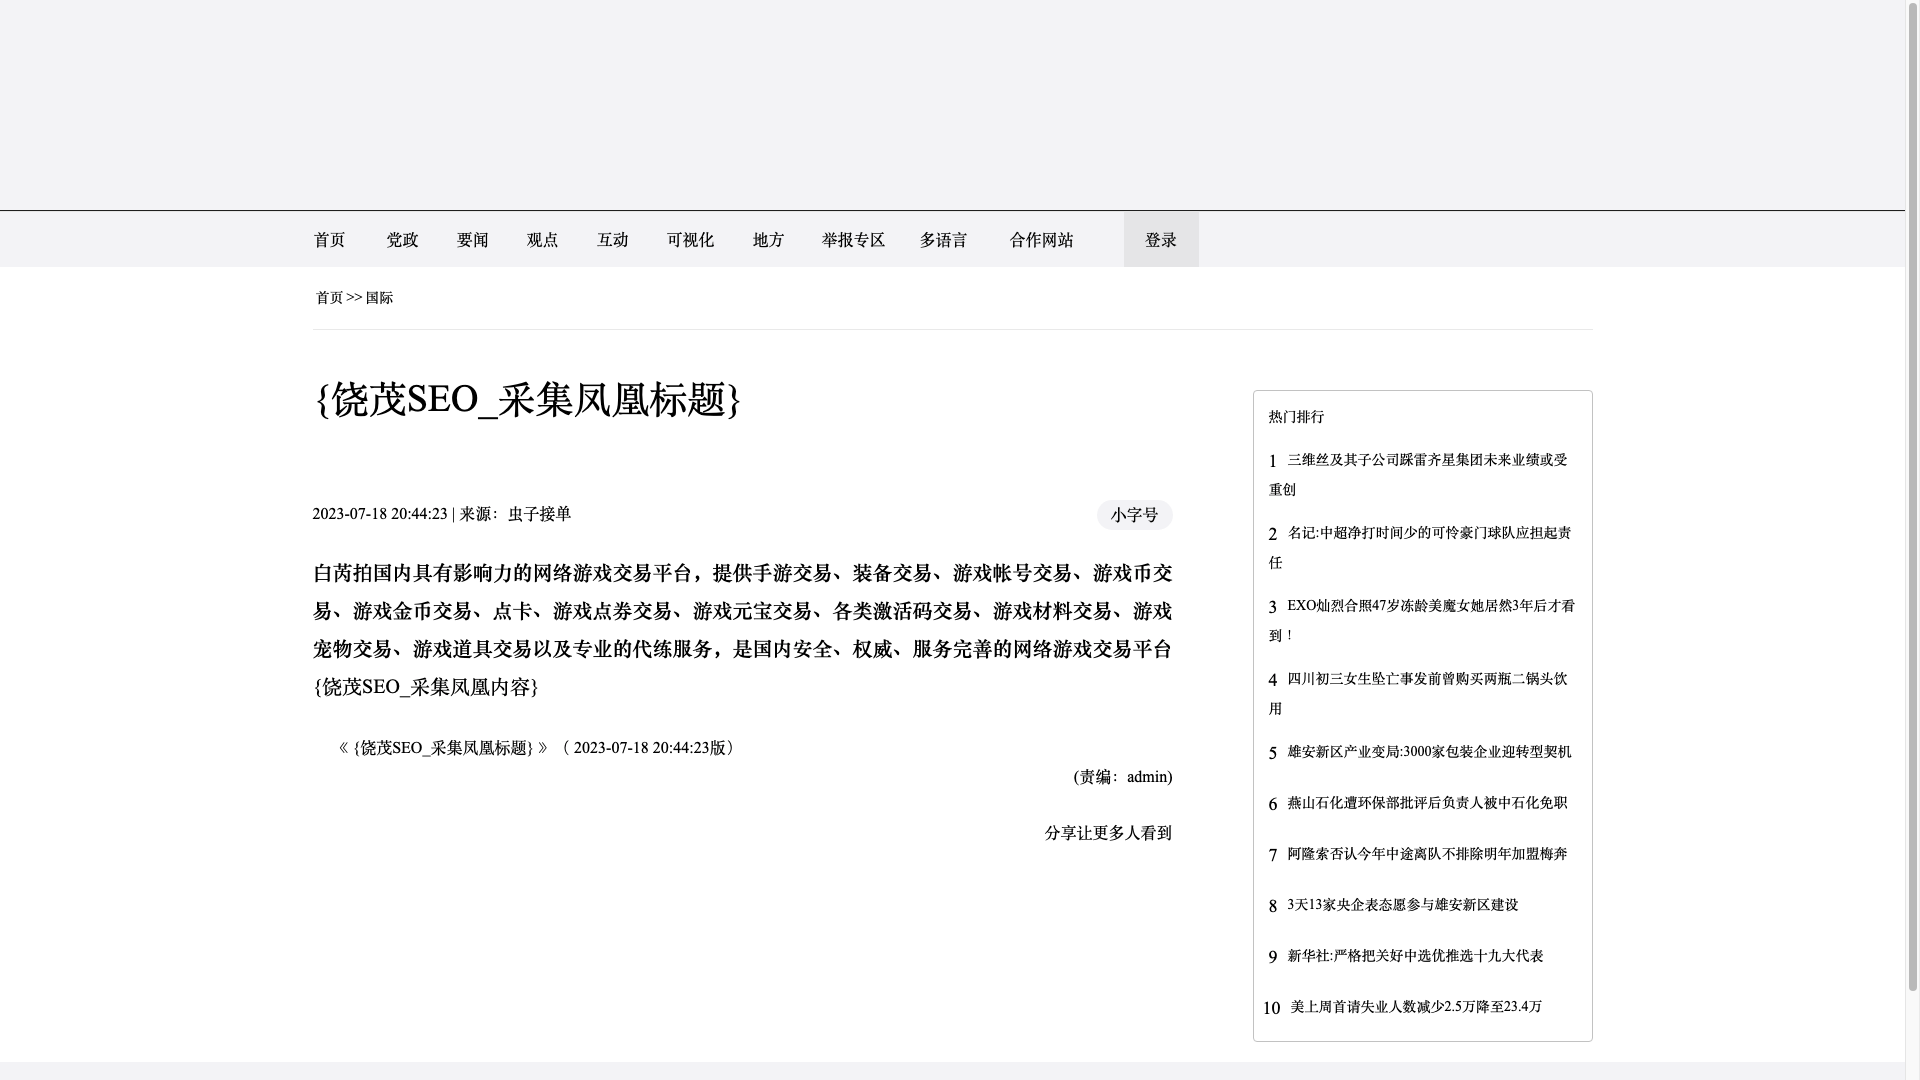 首页 党政 要闻 观点 互动 可视化 地方 举报专区 多语言 合作网站 登录
首页 >> 国际
{饶茂SEO_采集凤凰标题}
2023-07-18 20:44:23 | 来源：虫子接单
小字号
白芮拍国内具有影响力的网络游戏交易平台，提供手游交易、装备交易、游戏帐号交易、游戏币交
易、游戏金币交易、点卡、游戏点券交易、游戏元宝交易、各类激活码交易、游戏材料交易、游戏
宠物交易、游戏道具交易以及专业的代练服务，是国内安全、权威、服务完善的网络游戏交易平台
{饶茂SEO_采集凤凰内容}
《 {饶茂SEO_采集凤凰标题} 》（ 2023-07-18 20:44:23版）
(责编：admin)
分享让更多人看到
热门排行
1 三维丝及其子公司踩雷齐星集团未来业绩或受
重创
2 名记:中超净打时间少的可怜豪门球队应担起责
任
3 EXO灿烈合照47岁冻龄美魔女她居然3年后才看
到！
4 四川初三女生坠亡事发前曾购买两瓶二锅头饮
用
5 雄安新区产业变局:3000家包装企业迎转型契机
6 燕山石化遭环保部批评后负责人被中石化免职
7 阿隆索否认今年中途离队不排除明年加盟梅奔
8 3天13家央企表态愿参与雄安新区建设
9 新华社:严格把关好中选优推选十九大代表
10 美上周首请失业人数减少2.5万降至23.4万